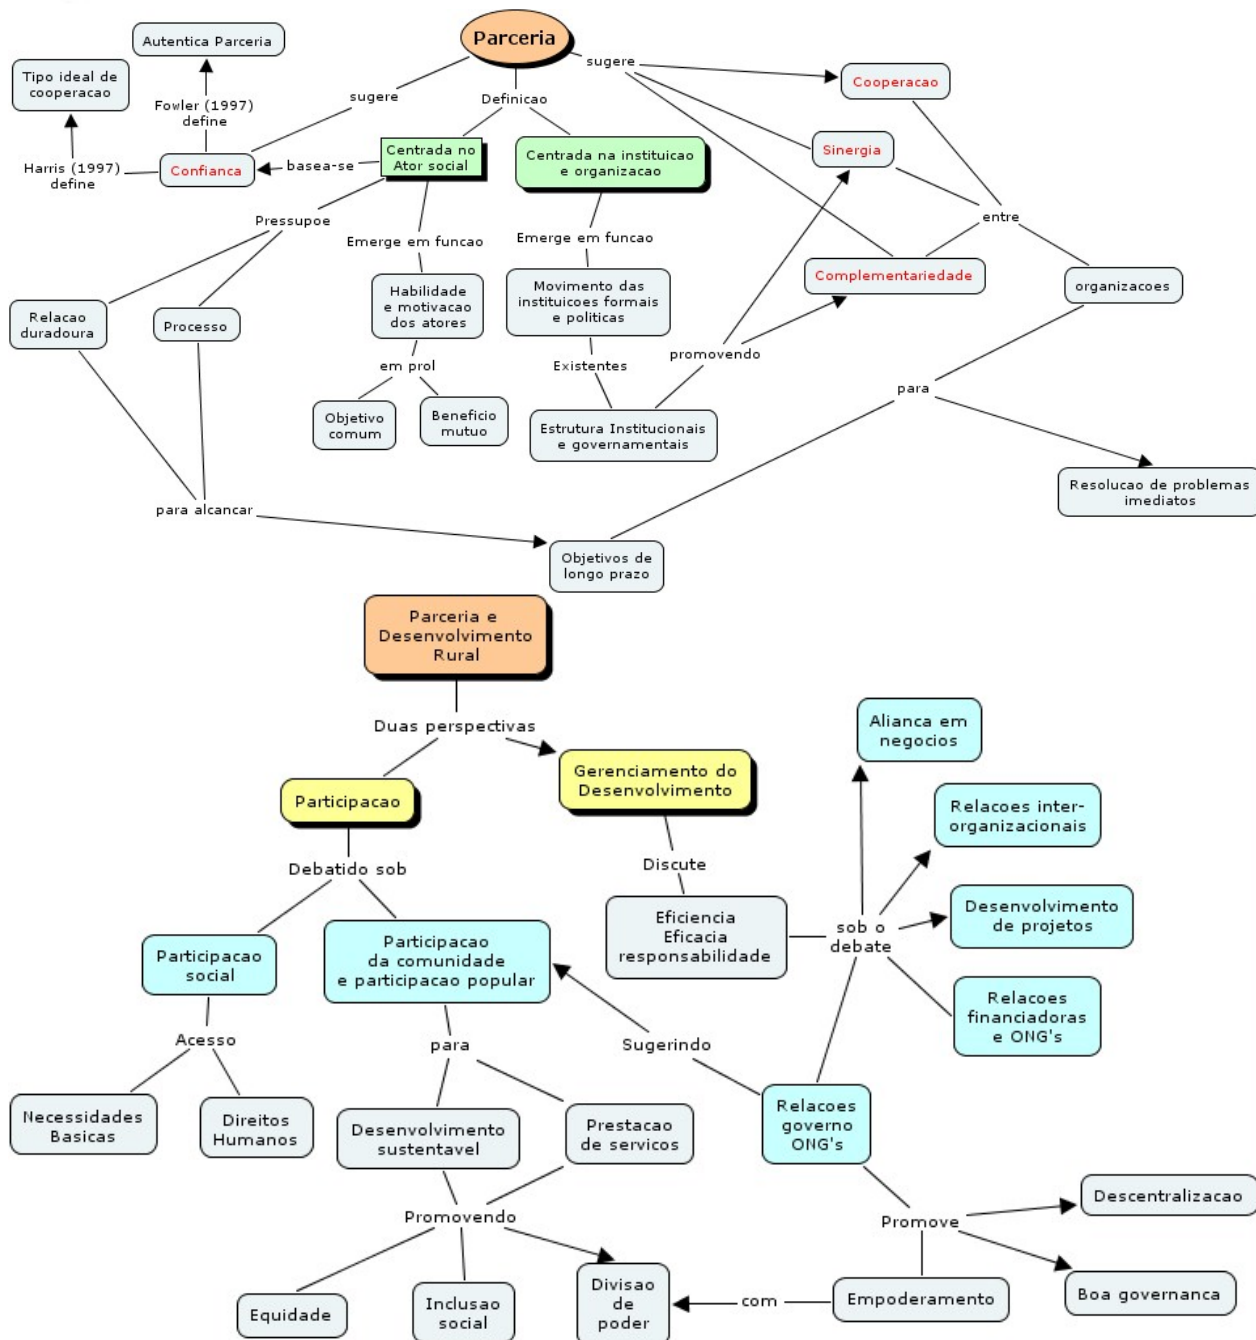 Parceria
Autentica Parceria
sugere
Tipo ideal de
cooperacao
Cooperacao
Fowler (1997)
define
sugere
Definicao
Centrada no
Ator social
Centrada na instituicao
e organizacao
Sinergia
Harris (1997)
define
Confianca
basea-se
Pressupoe
entre
Emerge em funcao
Emerge em funcao
Complementariedade
organizacoes
Habilidade
e motivacao
dos atores
Movimento das
instituicoes formais
e politicas
Relacao
duradoura
Processo
promovendo
em prol
Existentes
para
Objetivo
comum
Beneficio
mutuo
Estrutura Institucionais
e governamentais
Resolucao de problemas
imediatos
para alcancar
Objetivos de
longo prazo
Parceria e
Desenvolvimento
Rural
Duas perspectivas
Alianca em
negocios
Gerenciamento do
Desenvolvimento
Participacao
Relacoes inter-
organizacionais
Debatido sob
Discute
Desenvolvimento
de projetos
Eficiencia
Eficacia
responsabilidade
sob o
debate
Participacao
social
Participacao
da comunidade
e participacao popular
Relacoes
financiadoras
e ONG's
Acesso
para
Sugerindo
Necessidades
Basicas
Direitos
Humanos
Desenvolvimento
sustentavel
Prestacao
de servicos
Relacoes
governo
ONG's
Descentralizacao
Promovendo
Promove
Equidade
Inclusao
social
Divisao
de
poder
com
Empoderamento
Boa governanca